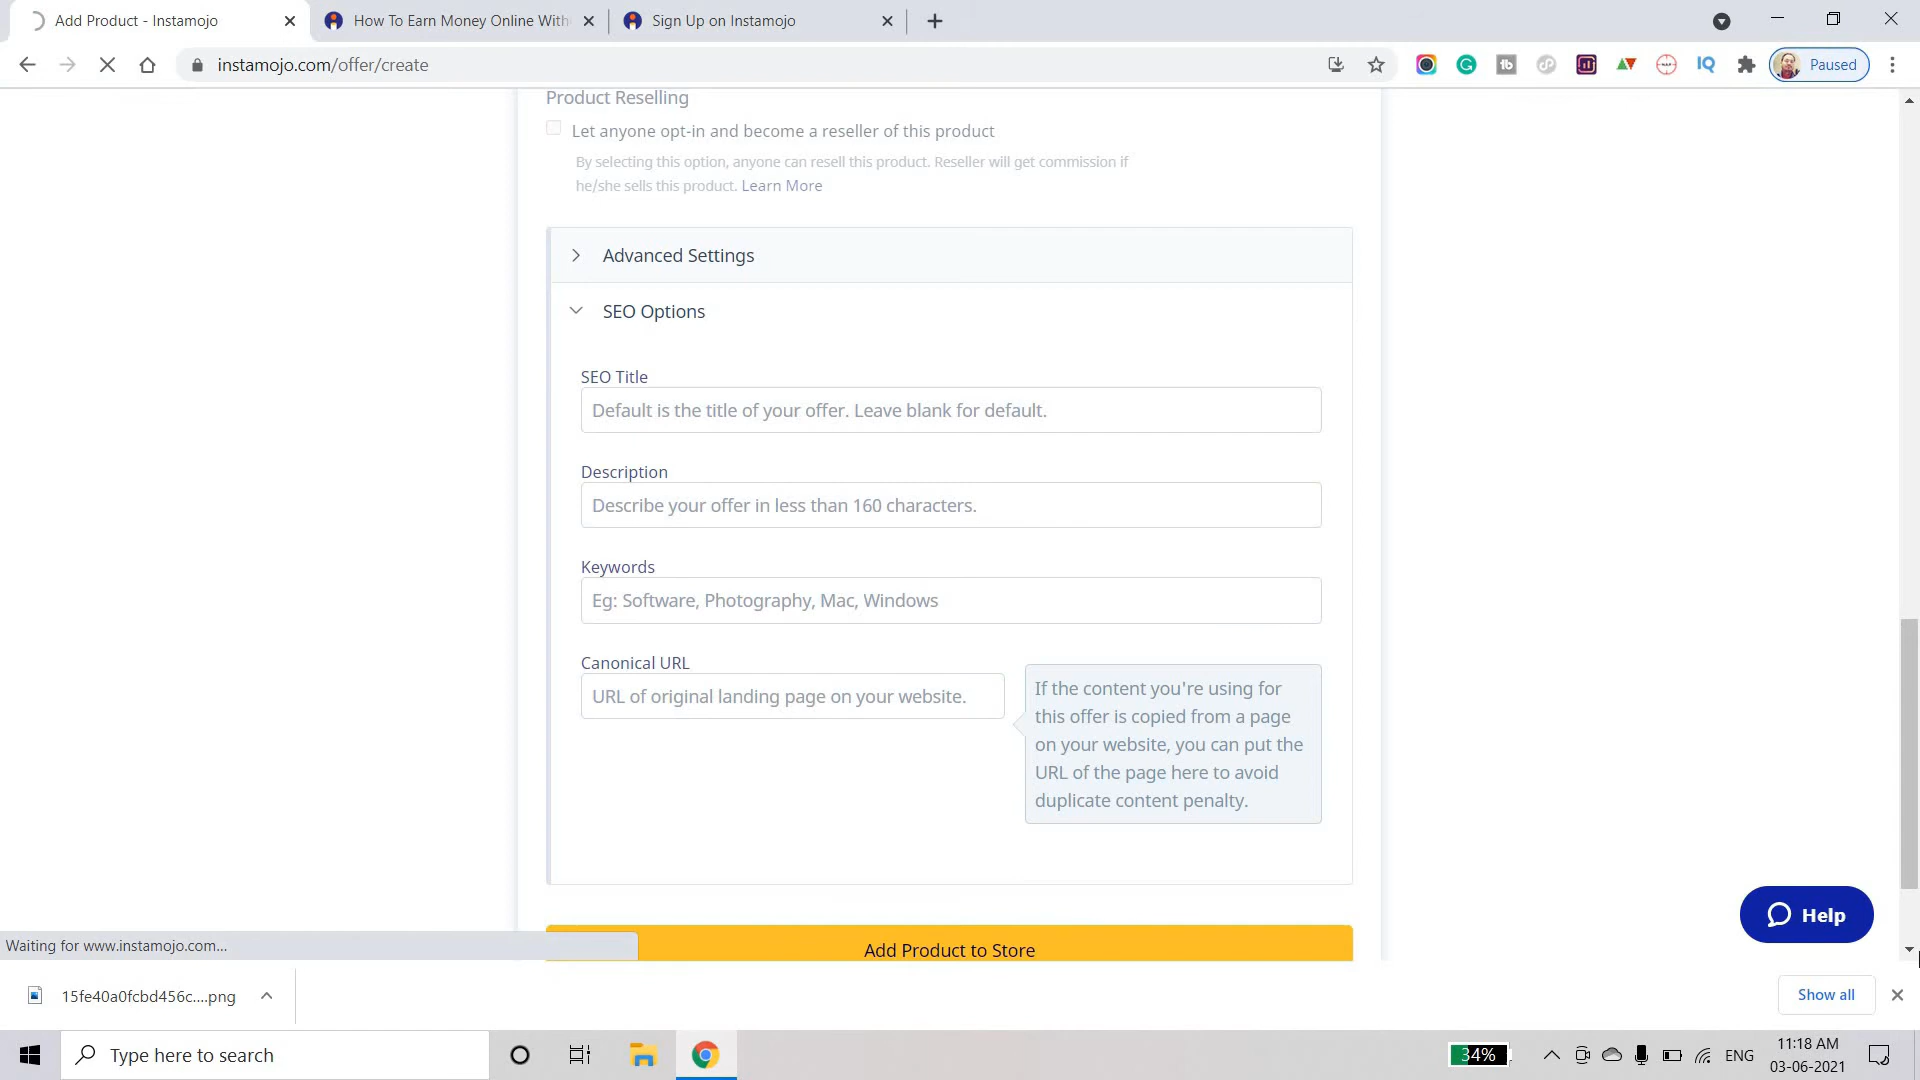 Add Product - Instamojo
How To Earn Money Online With
Sign Up on Instamojo
instamojo.com/offer/create
Paused
Product Reselling
Let anyone opt-in and become a reseller of this product
By selecting this option, anyone can resell this product. Reseller will get commission if
he/she sells this product. Learn More
Advanced Settings
SEO Options
SEO Title
Default is the title of your offer. Leave blank for default.
Description
Describe your offer in less than 160 characters.
Keywords
Eg: Software, Photography, Mac, Windows
Canonical URL
URL of original landing page on your website.
If the content you're using for
this offer is copied from a page
on your website, you can put the
URL of the page here to avoid
duplicate content penalty.
Help
Waiting for www.instamojo.com...
Add Product to Store
15fe40a0fcbd456c....png
Show all
Type here to search
34%
ENG
11:18 AM
03-06-2021